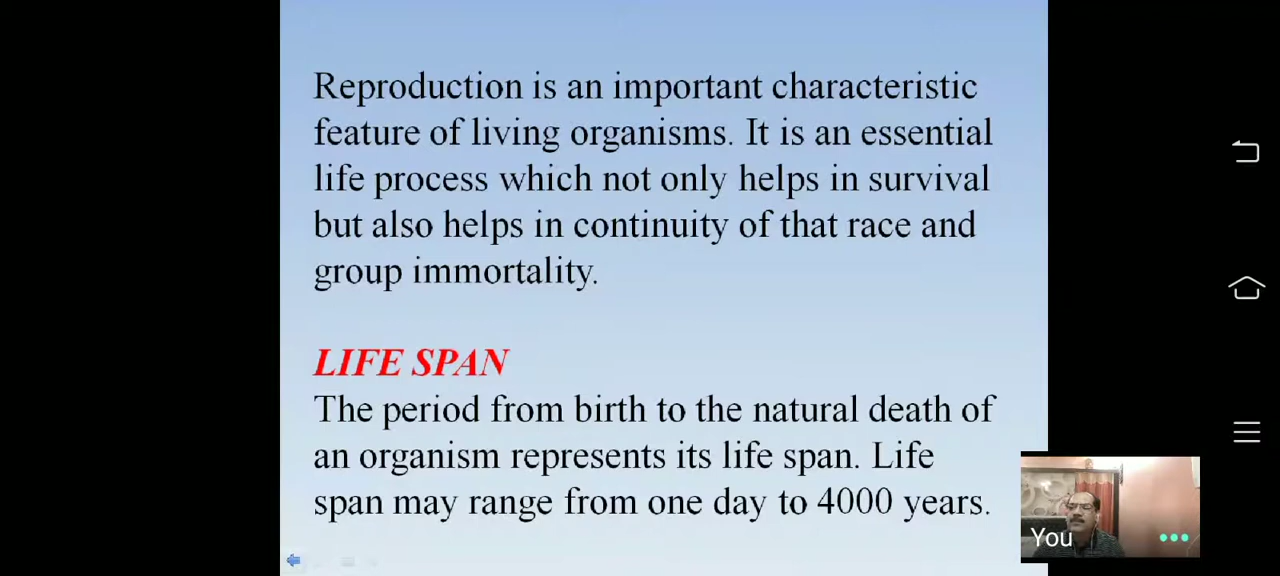 Reproduction is an important characteristic
feature of living organisms. It is an essential
life process which not only helps in survival
but also helps in continuity of that race and
group immortality.
LIFE SPAN
The period from birth to the natural death of
an organism represents its life span. Life
span may range from one day to 4000 years.
You